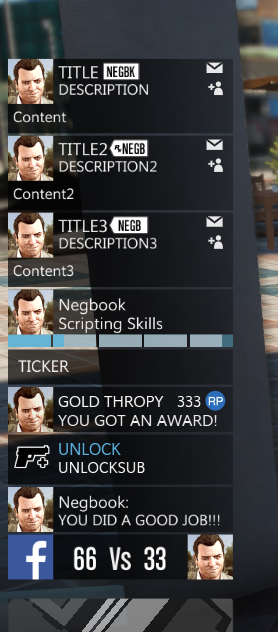 TITLE NEGBK
DESCRIPTION
Content
TITLE2 NEGB
DESCRIPTION2
Content2
TITLE3 NEGB
DESCRIPTION3
Content3
Negbook
Scripting Skills
TICKER
GOLD THROPY 333 RP
YOU GOT AN AWARD!
UNLOCK
UNLOCKSUB
Negbook:
YOU DID A GOOD JOB!!!
f 66 Vs 33